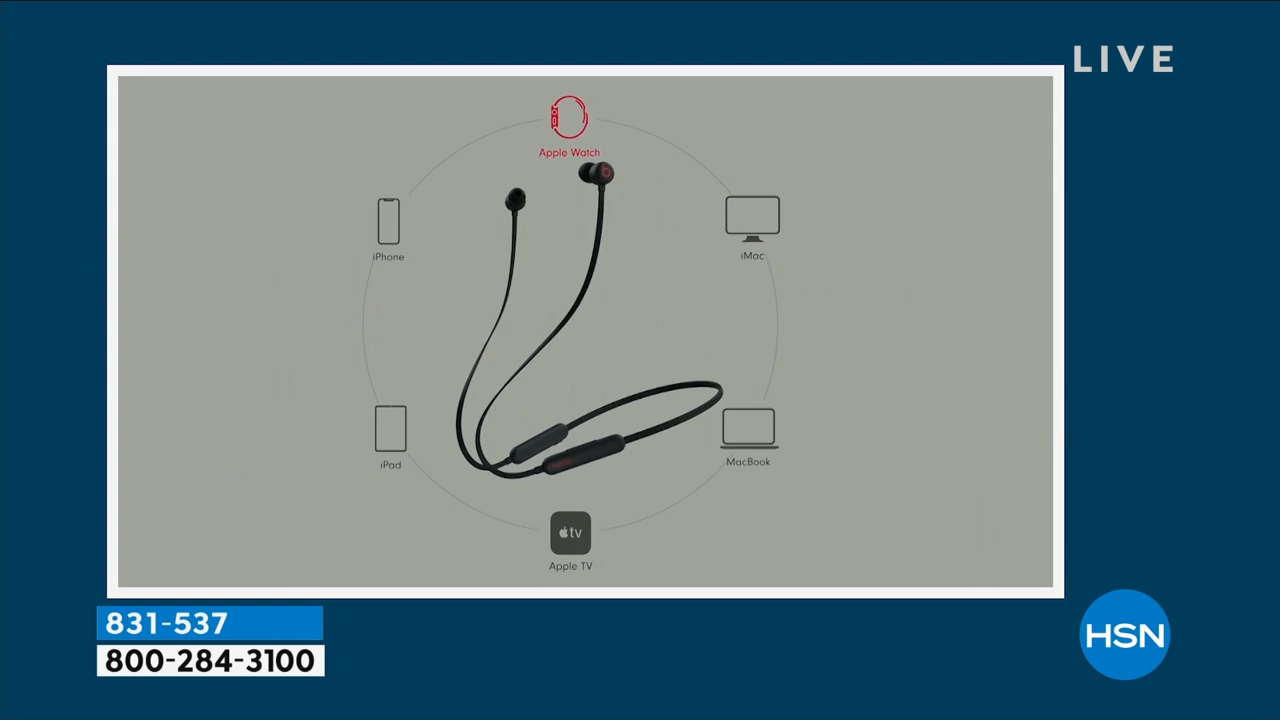 LIVE
Apple Watch
iPhone
iMac
iPad
MacBook
tv
Apple TV
831-537
800-284-3100
HSN